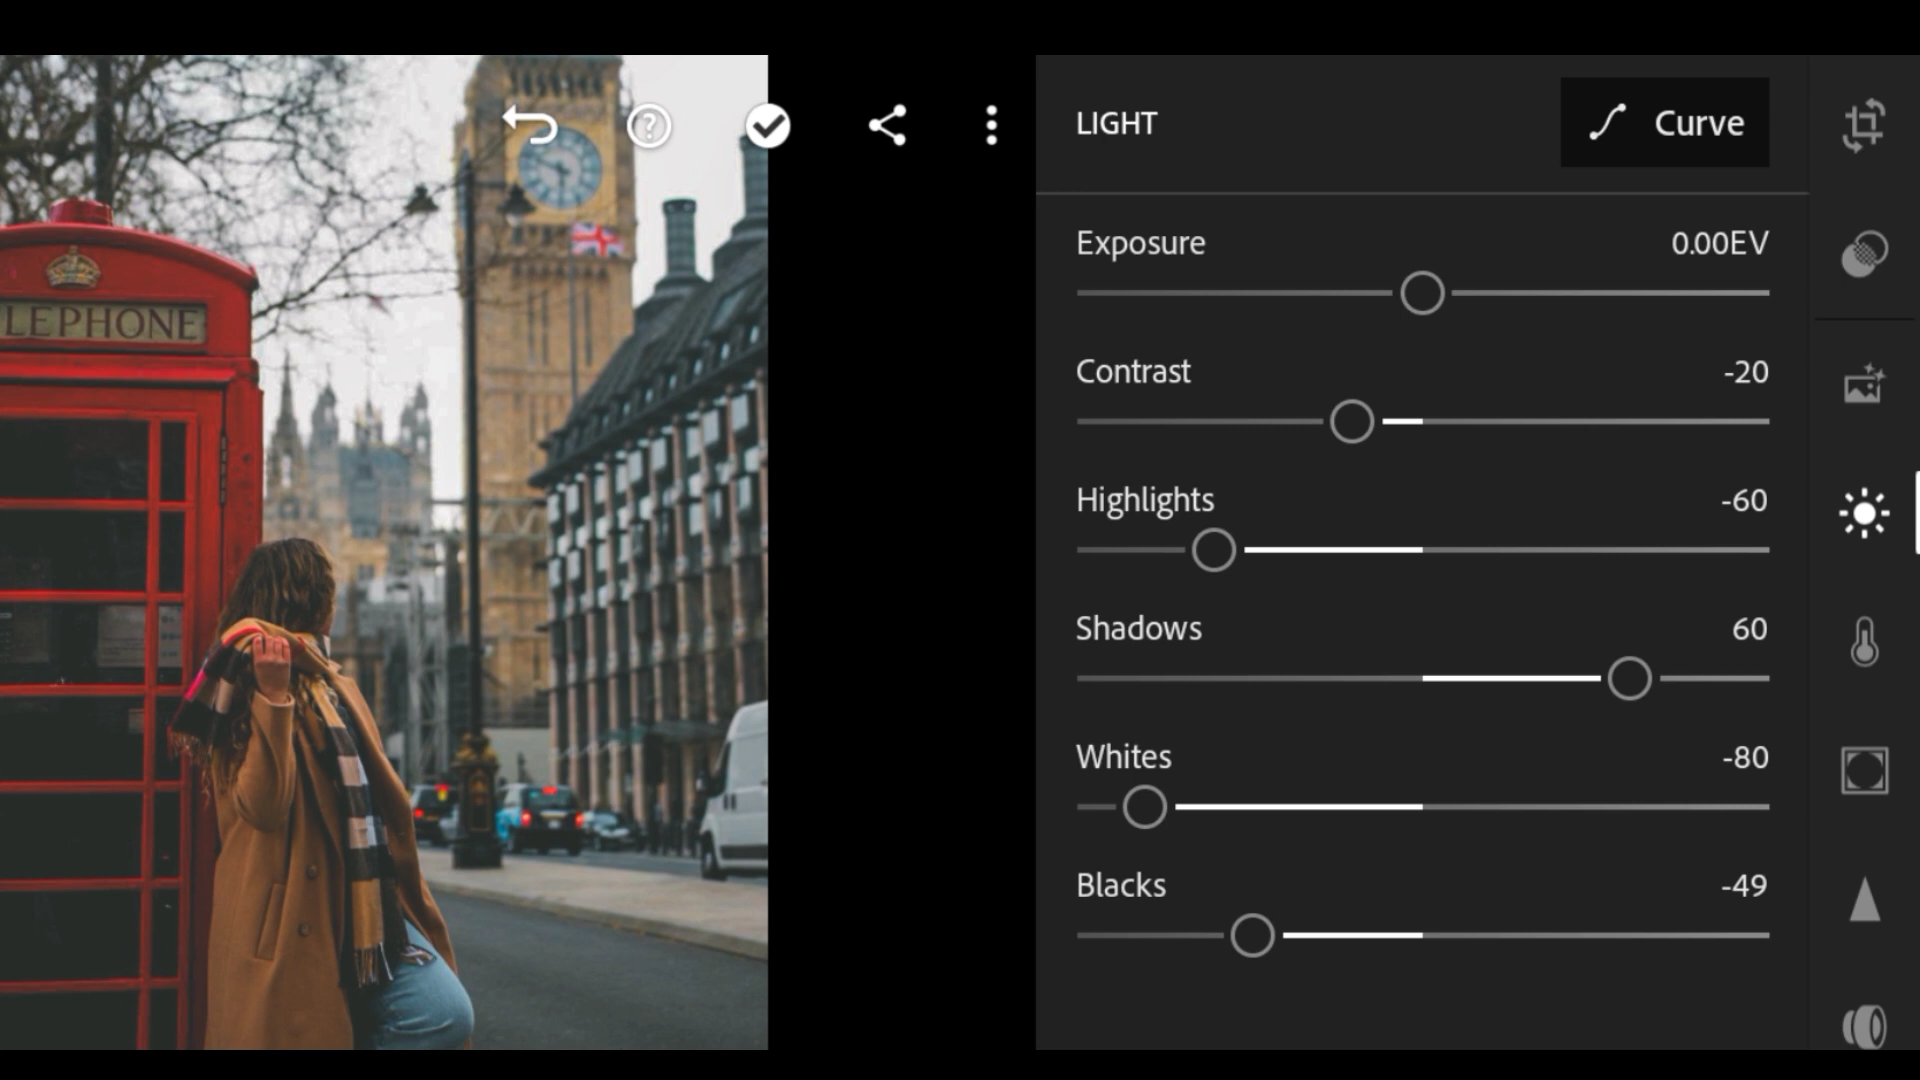 LEPHONE
LIGHT
Curve
Exposure 0.00EV
Contrast -20
Highlights -60
Shadows 60
Whites -80
Blacks -49